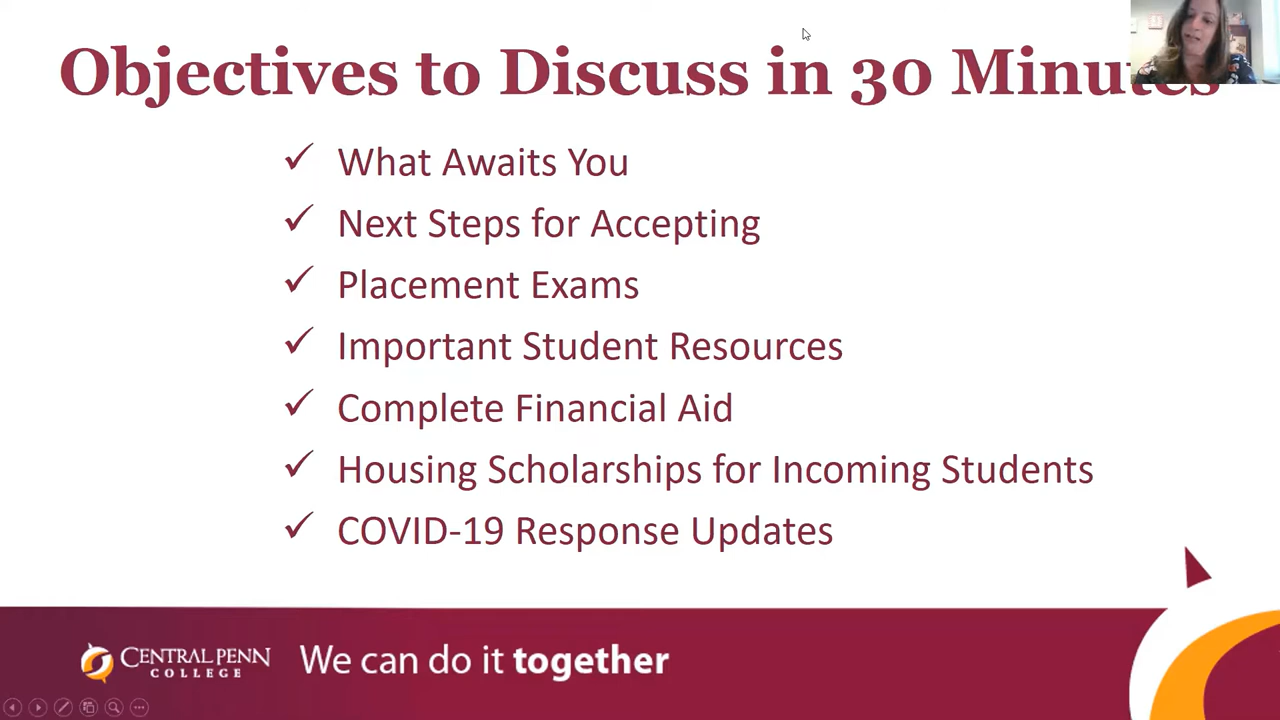 Objectives to Discuss in 30 Minutes
✓ What Awaits You
✓ Next Steps for Accepting
✓ Placement Exams
✓ Important Student Resources
✓ Complete Financial Aid
✓ Housing Scholarships for Incoming Students
✓ COVID-19 Response Updates
CENTRAL PENN
COLLEGE
We can do it together